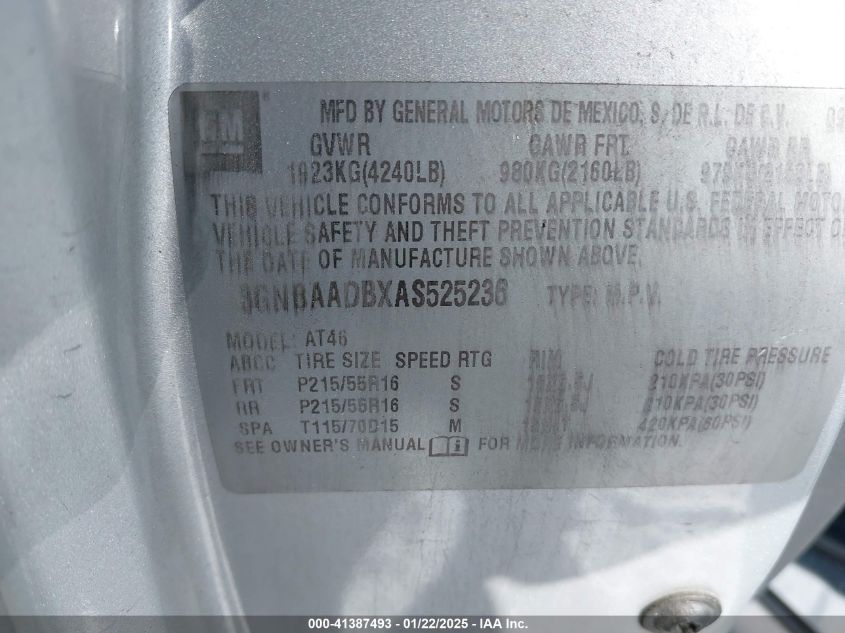 GM
MFD BY GENERAL MOTORS DE MEXICO, S. DE R.L. DE C.V.
GVWR GAWR FRT. GAWR RR
1923KG(4240LB) 980KG(2160LB)
THIS VEHICLE CONFORMS TO ALL APPLICABLE U.S. FEDERAL MOTO
VEHICLE SAFETY AND THEFT PREVENTION STANDARDS IN EFFECT O
THE DATE OF MANUFACTURE SHOWN ABOVE.
3GNBAADBXAS525236 TYPE: M.P.V.
MODEL: AT46
TIRE SIZE SPEED RTG RIM COLD TIRE PRESSURE
FRT P215/55R16 S 210KPA(30PSI)
RR P215/55R16 S 210KPA(30PSI)
SPA T115/70D15 M 420KPA(60PSI)
SEE OWNER'S MANUAL FOR MORE INFORMATION.
000-41387493 - 01/22/2025 - IAA Inc.